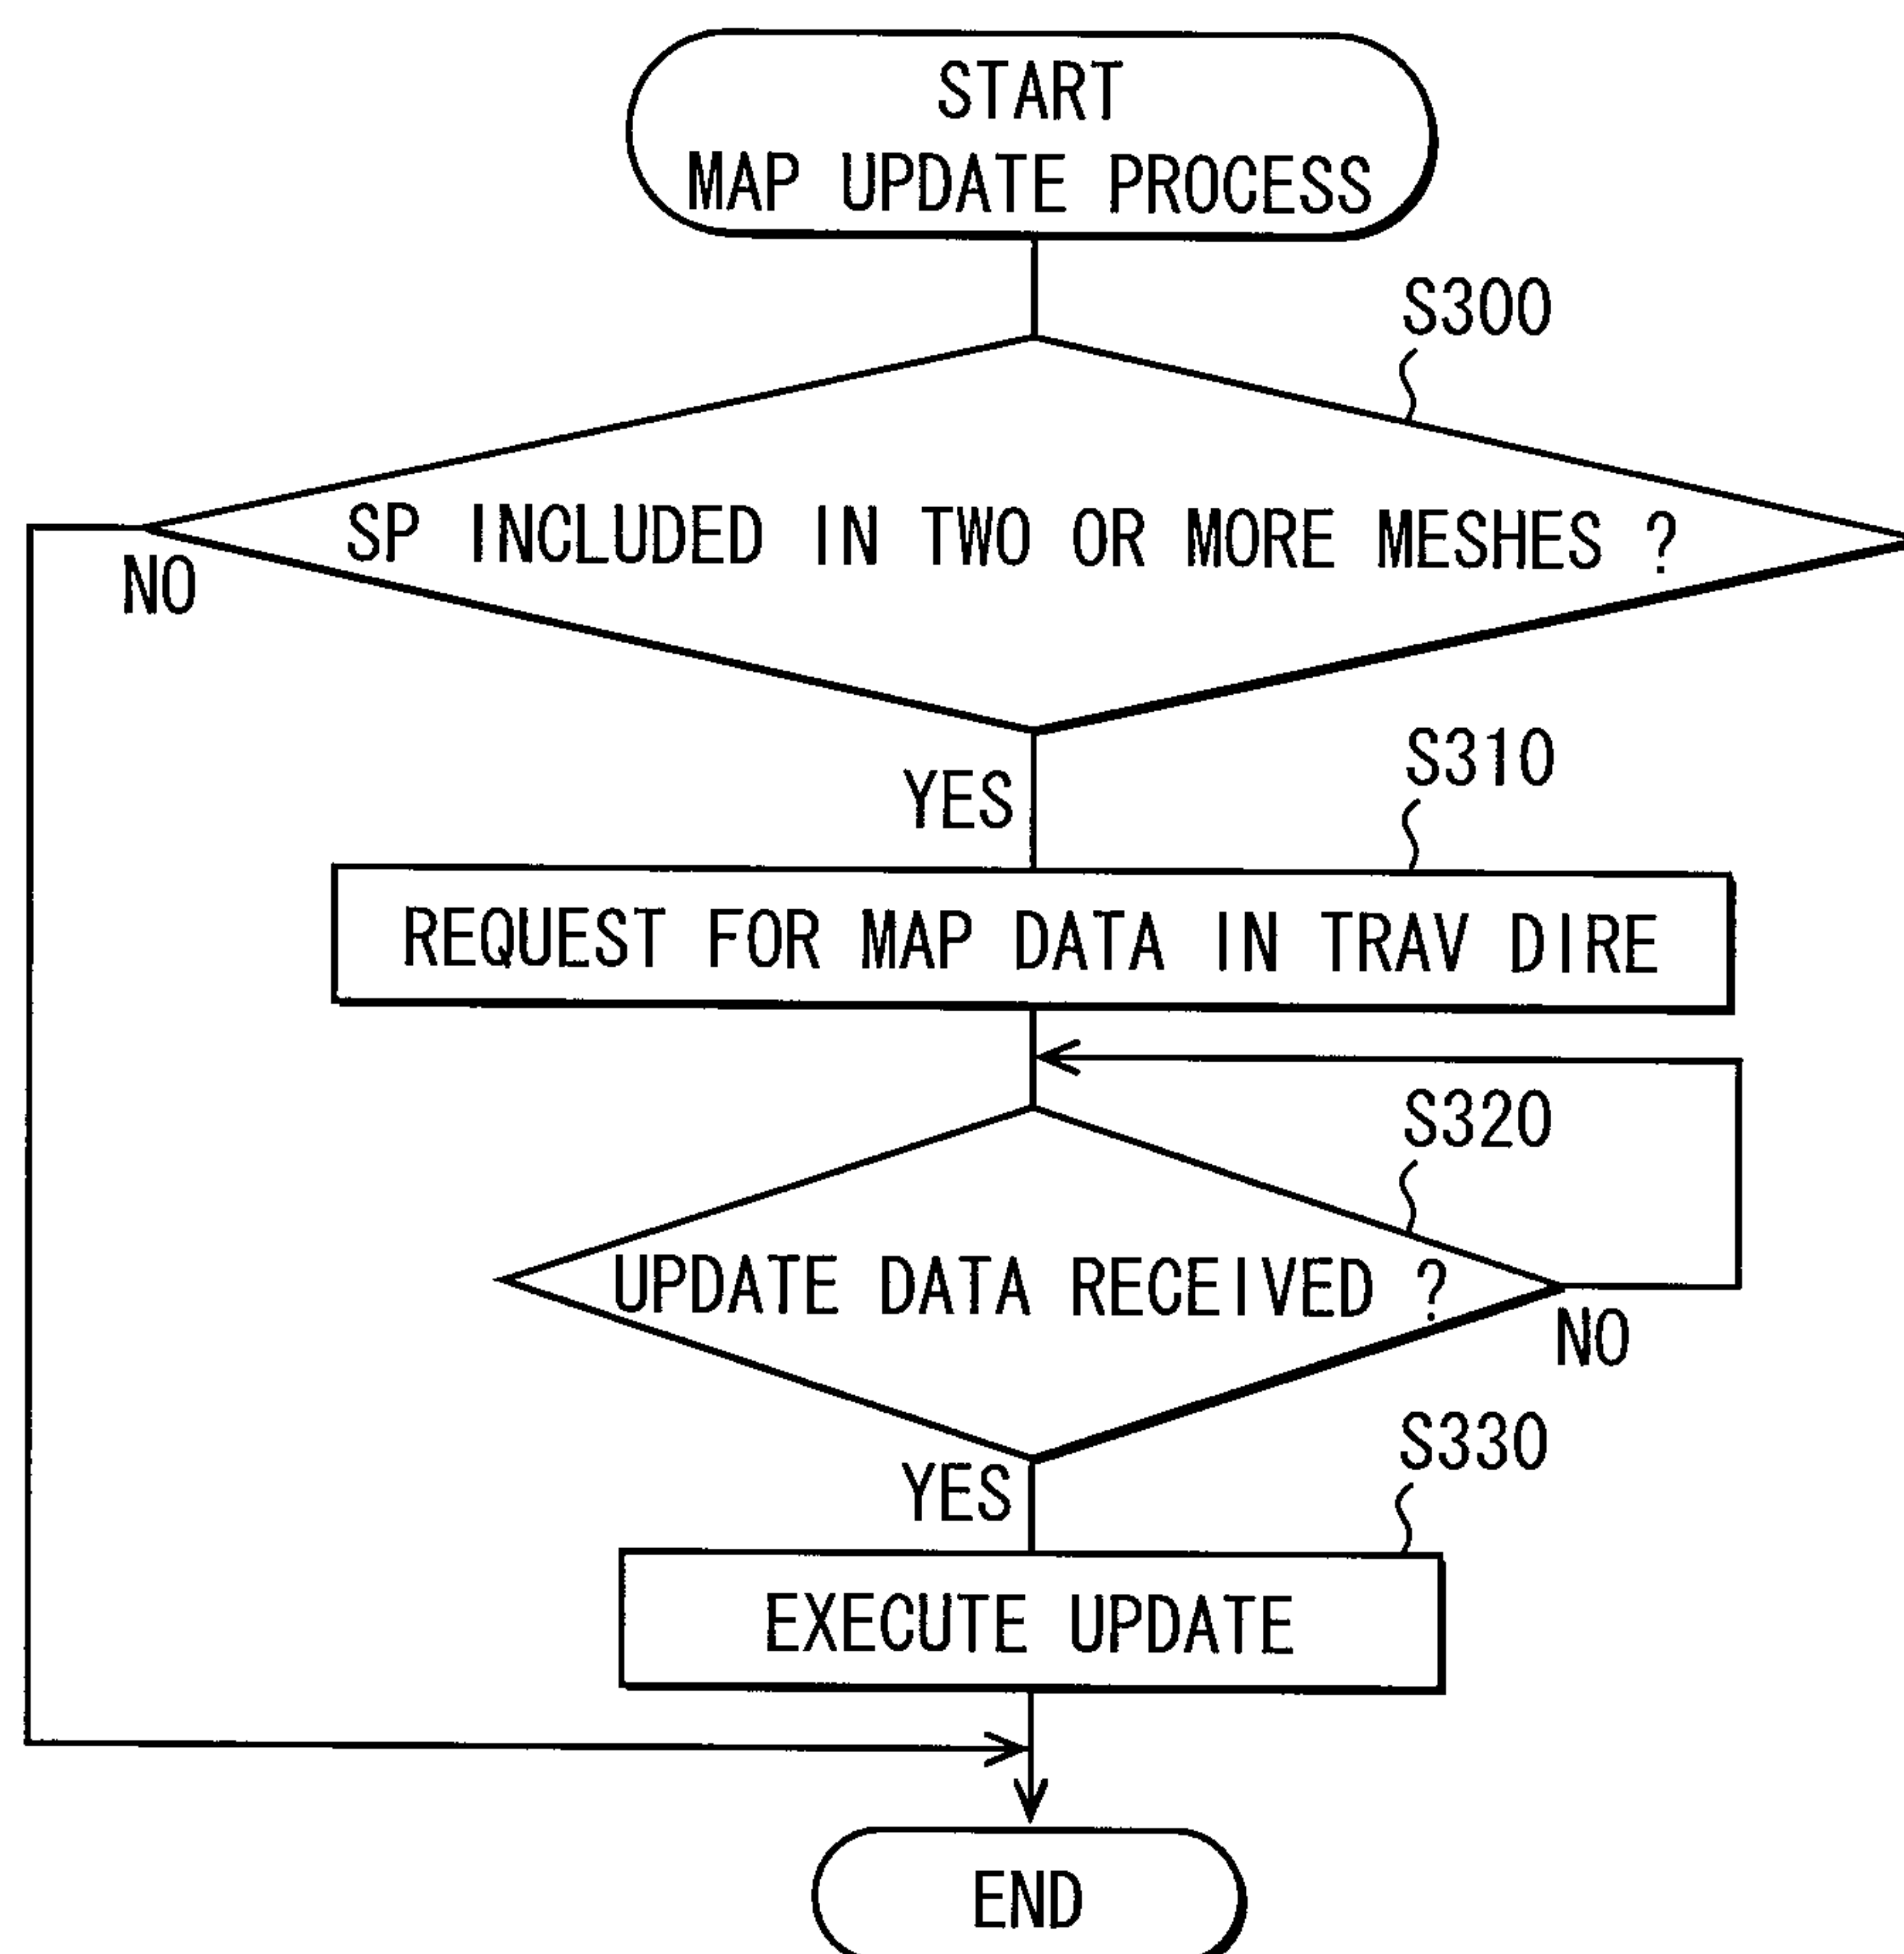 START
MAP UPDATE PROCESS
S300
SP INCLUDED IN TWO OR MORE MESHES ?
NO
S310
YES
REQUEST FOR MAP DATA IN TRAV DIRE
S320
UPDATE DATA RECEIVED ?
NO
S330
YES
EXECUTE UPDATE
END